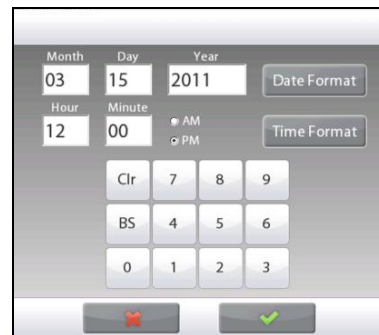 Month Day Year
03 15 2011 Date Format
Hour Minute
12 00 AM Time Format
PM
Clr 7 8 9
BS 4 5 6
0 1 2 3